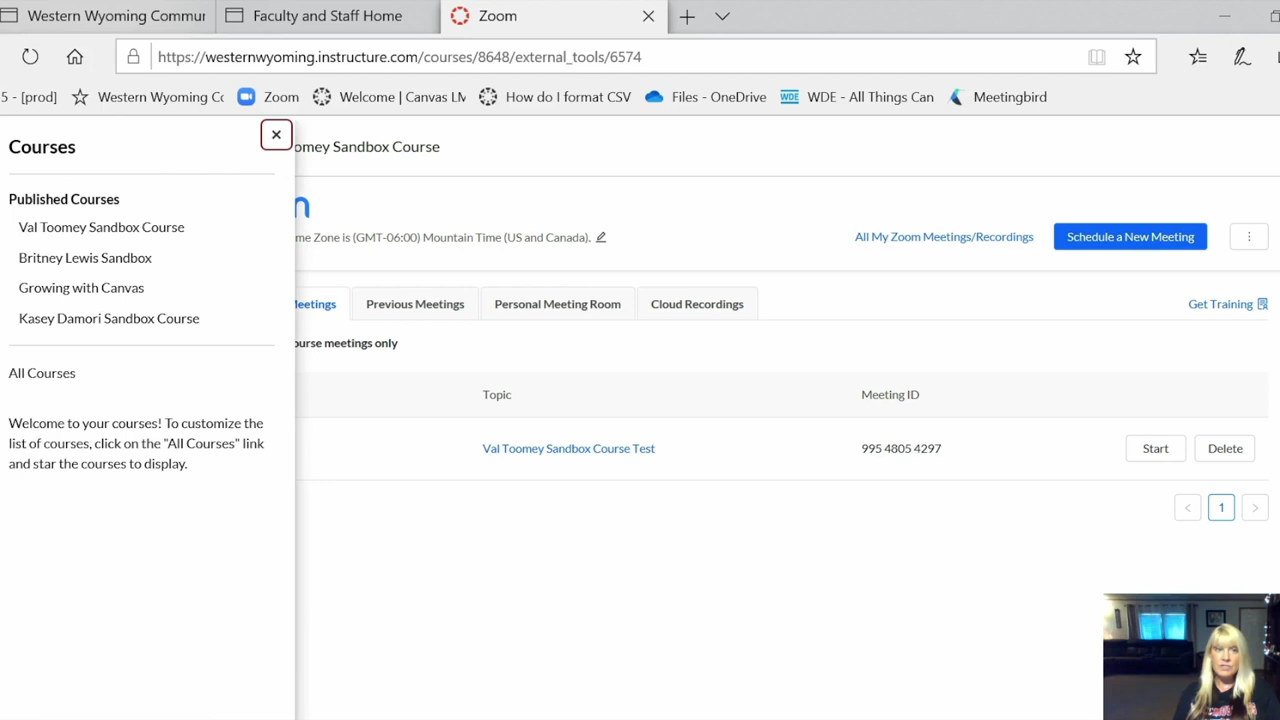 Western Wyoming Commur
Faculty and Staff Home
Zoom
https://westernwyoming.instructure.com/courses/8648/external_tools/6574
5 - [prod]
Western Wyoming Cc
Zoom
Welcome | Canvas LM
How do I format CSV
Files - OneDrive
WDE
WDE - All Things Can
Meetingbird
Courses
omey Sandbox Course
Published Courses
Val Toomey Sandbox Course
Britney Lewis Sandbox
Growing with Canvas
Kasey Damori Sandbox Course
All Courses
Welcome to your courses! To customize the
list of courses, click on the "All Courses" link
and star the courses to display.
me Zone is (GMT-06:00) Mountain Time (US and Canada).
All My Zoom Meetings/Recordings
Schedule a New Meeting
Meetings
Previous Meetings
Personal Meeting Room
Cloud Recordings
Get Training
ourse meetings only
Topic
Meeting ID
Val Toomey Sandbox Course Test
995 4805 4297
Start
Delete
< 1 >